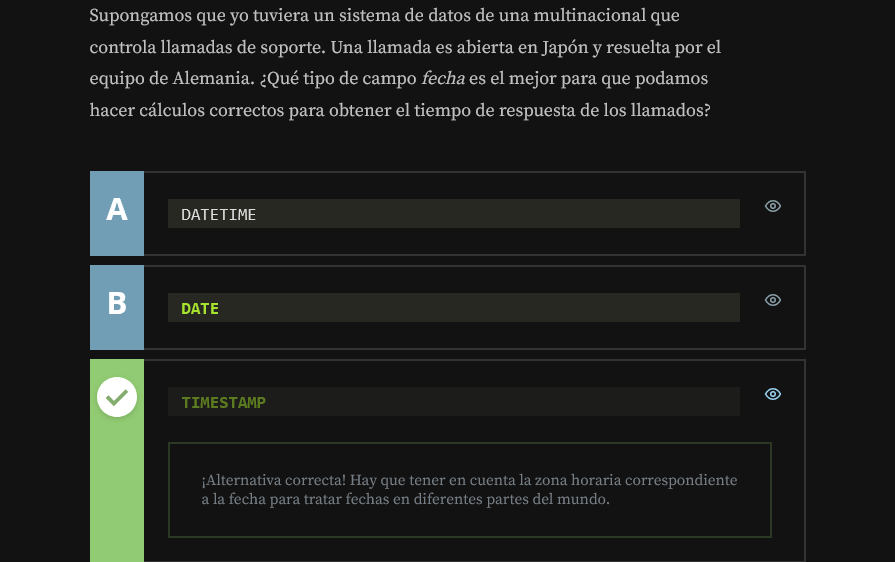 Supongamos que yo tuviera un sistema de datos de una multinacional que
controla llamadas de soporte. Una llamada es abierta en Japón y resuelta por el
equipo de Alemania. ¿Qué tipo de campo fecha es el mejor para que podamos
hacer cálculos correctos para obtener el tiempo de respuesta de los llamados?
A
DATETIME
B
DATE
TIMESTAMP
¡Alternativa correcta! Hay que tener en cuenta la zona horaria correspondiente
a la fecha para tratar fechas en diferentes partes del mundo.